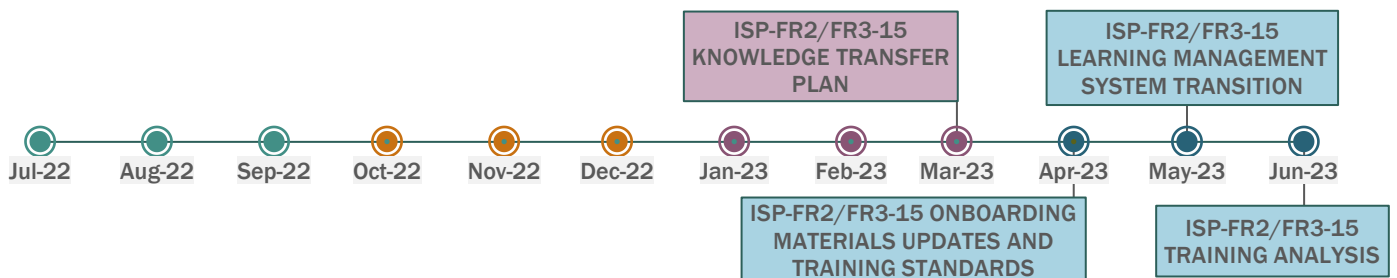 ISP-FR2/FR3-15
KNOWLEDGE TRANSFER
PLAN
ISP-FR2/FR3-15
LEARNING MANAGEMENT
SYSTEM TRANSITION
Jul-22 Aug-22 Sep-22 Oct-22 Nov-22 Dec-22 Jan-23 Feb-23 Mar-23 Apr-23 May-23 Jun-23
ISP-FR2/FR3-15 ONBOARDING
MATERIALS UPDATES AND
TRAINING STANDARDS
ISP-FR2/FR3-15
TRAINING ANALYSIS